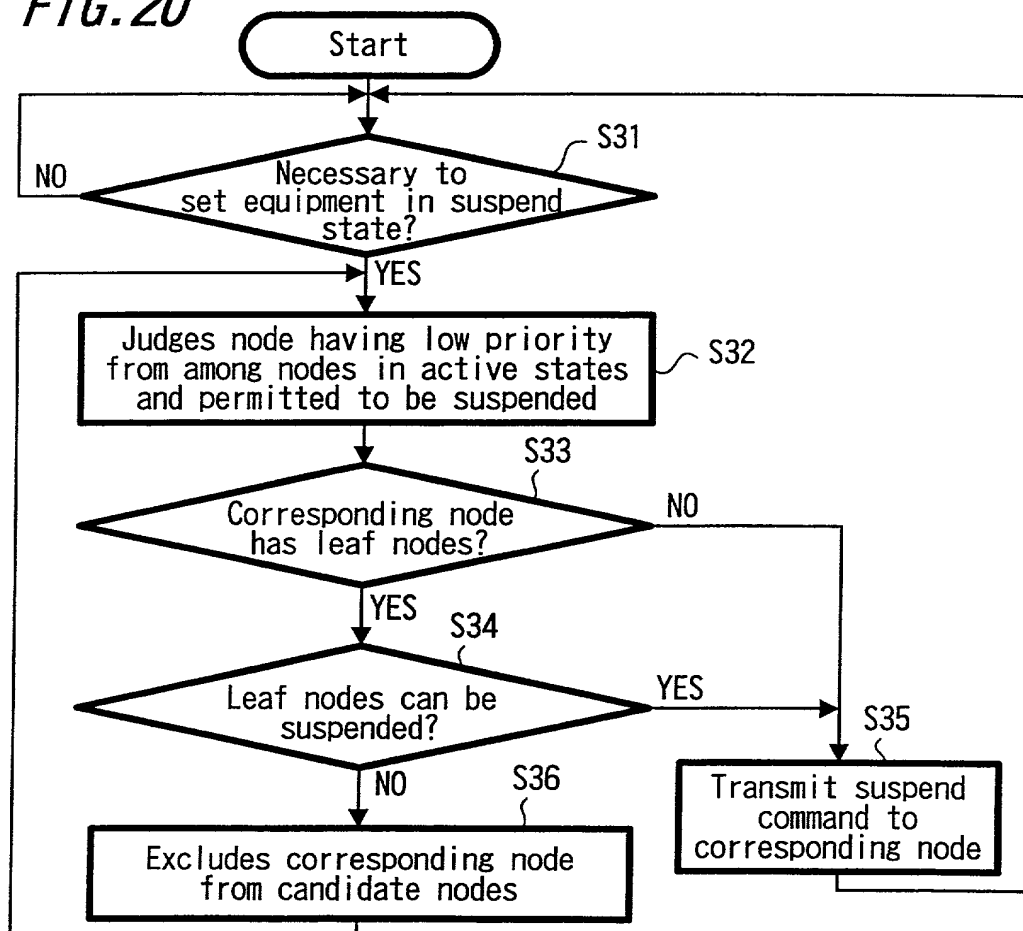 FIG.20
Start
S31
NO
Necessary to
set equipment in suspend
state?
YES
Judges node having low priority
from among nodes in active states
and permitted to be suspended
S32
S33
Corresponding node
has leaf nodes?
NO
YES
S34
Leaf nodes can be
suspended?
YES
S35
NO
S36
Transmit suspend
command to
corresponding node
Excludes corresponding node
from candidate nodes